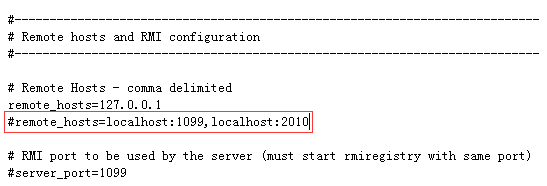 #---------------------------------------------------------------------------
# Remote hosts and RMI configuration
#---------------------------------------------------------------------------
# Remote Hosts - comma delimited
remote_hosts=127.0.0.1
#remote_hosts=localhost:1099,localhost:2010
# RMI port to be used by the server (must start rmiregistry with same port)
#server_port=1099